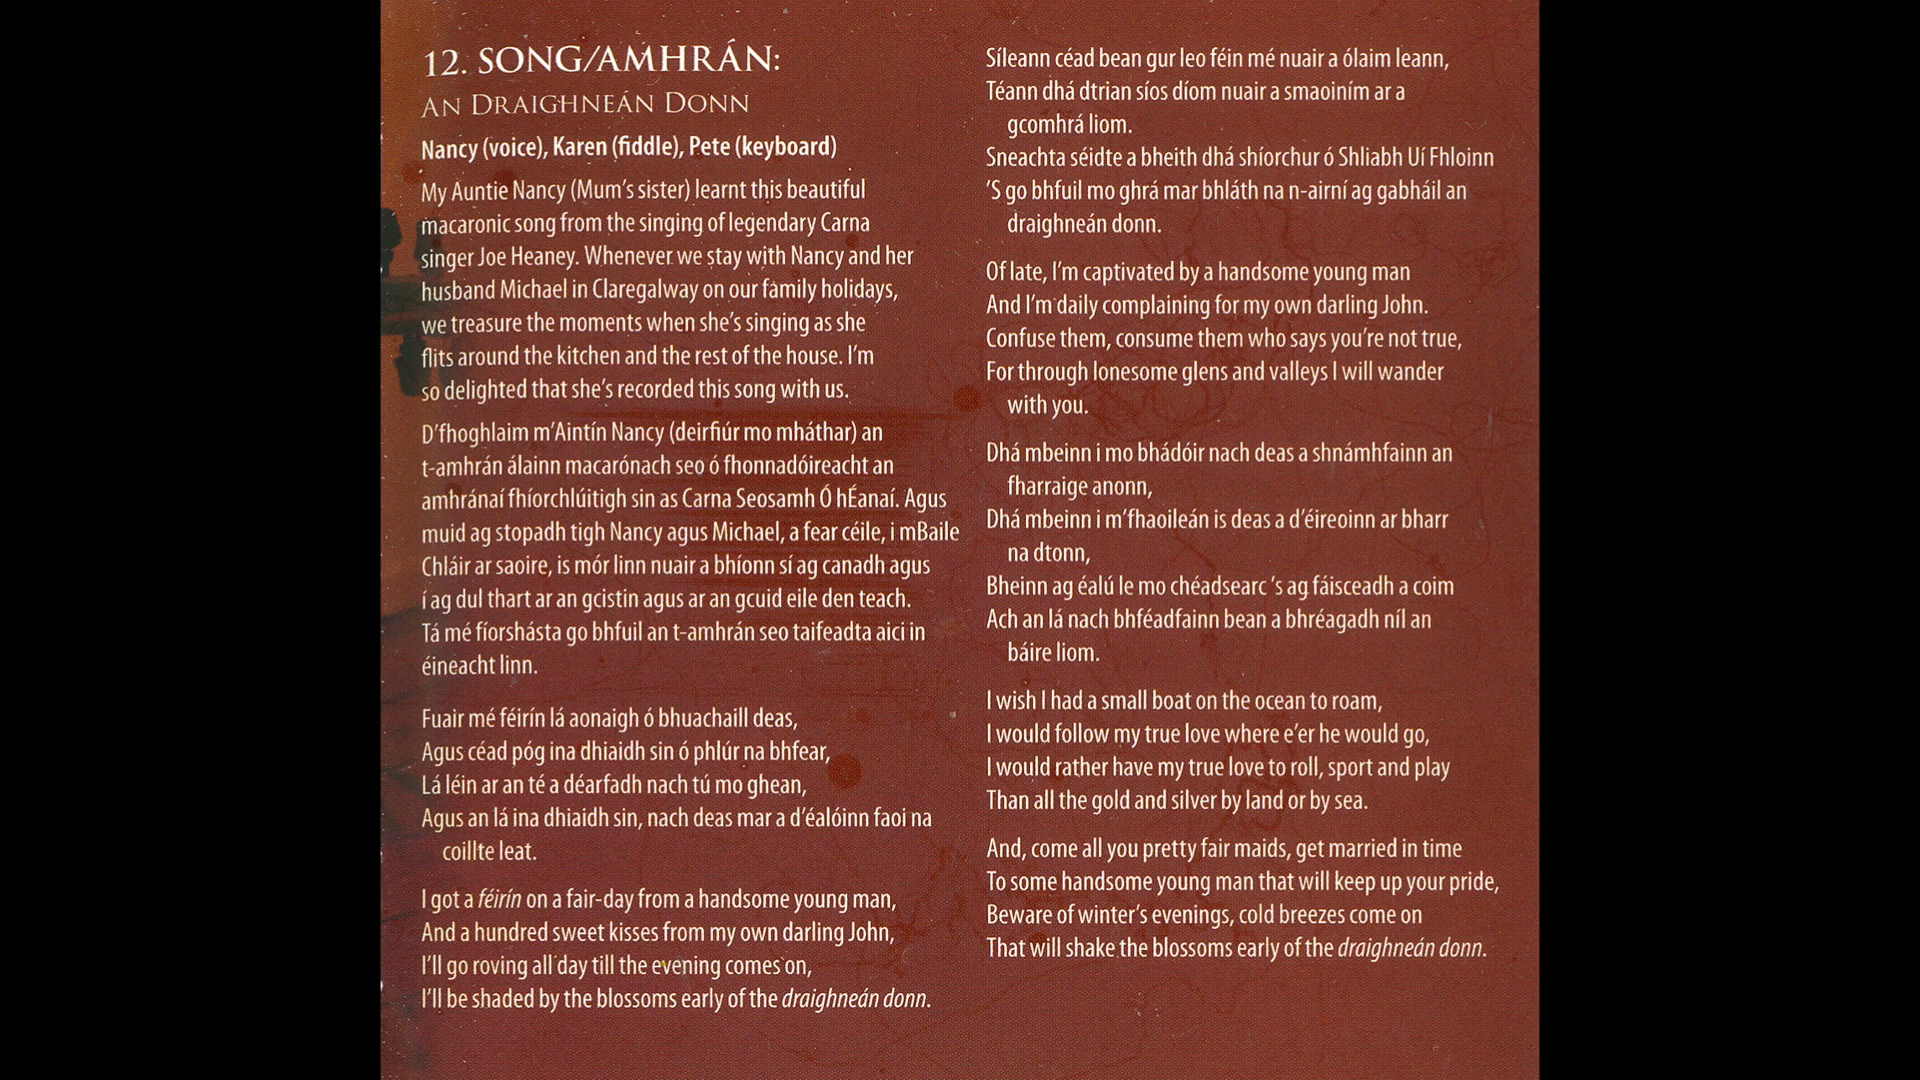 12. SONG/AMHRÁN:
AN DRAIGHNEÁN DONN
Nancy (voice), Karen (fiddle), Pete (keyboard)
My Auntie Nancy (Mum's sister) learnt this beautiful
macaronic song from the singing of legendary Carna
singer Joe Heaney. Whenever we stay with Nancy and her
husband Michael in Claregalway on our family holidays,
we treasure the moments when she's singing as she
flits around the kitchen and the rest of the house. I'm
so delighted that she's recorded this song with us.
D'fhoghlaim m'Aintín Nancy (deirfiúr mo mháthar) an
t-amhrán álainn macarónach seo ó fhonnadóireacht an
amhránaí fhíorchlúitigh sin as Carna Seosamh Ó hÉanaí. Agus
muid ag stopadh tigh Nancy agus Michael, a fear céile, i mBaile
Chláir ar saoire, is mór linn nuair a bhíonn sí ag canadh agus
í ag dul thart ar an gcistin agus ar an gcuid eile den teach.
Tá mé fíorshásta go bhfuil an t-amhrán seo taifeadta aici in
éineacht linn.
Fuair mé féirín lá aonaigh ó bhuachaill deas,
Agus céad póg ina dhiaidh sin ó phlúr na bhfear,
Lá léin ar an té a déarfadh nach tú mo ghean,
Agus an lá ina dhiaidh sin, nach deas mar a d'éalóinn faoi na
coillte leat.
I got a féirín on a fair-day from a handsome young man,
And a hundred sweet kisses from my own darling John,
I'll go roving all day till the evening comes on,
I'll be shaded by the blossoms early of the draighneán donn.
Síleann céad bean gur leo féin mé nuair a ólaim leann,
Téann dhá dtrian síos díom nuair a smaoiním ar a
gcomhrá liom.
Sneachta séidte a bheith dhá shíorchur ó Shliabh Uí Fhloinn
'S go bhfuil mo ghrá mar bhláth na n-airní ag gabháil an
draighneán donn.
Of late, I'm captivated by a handsome young man
And I'm daily complaining for my own darling John.
Confuse them, consume them who says you're not true,
For through lonesome glens and valleys I will wander
with you.
Dhá mbeinn i mo bhádóir nach deas a shnámhfainn an
fharraige anonn,
Dhá mbeinn i m'fhaoileán is deas a d'éireoinn ar bharr
na dtonn,
Bheinn ag éalú le mo chéadsearc 's ag fáisceadh a coim
Ach an lá nach bhféadfainn bean a bhréagadh níl an
báire liom.
I wish I had a small boat on the ocean to roam,
I would follow my true love where e'er he would go,
I would rather have my true love to roll, sport and play
Than all the gold and silver by land or by sea.
And, come all you pretty fair maids, get married in time
To some handsome young man that will keep up your pride,
Beware of winter's evenings, cold breezes come on
That will shake the blossoms early of the draighneán donn.